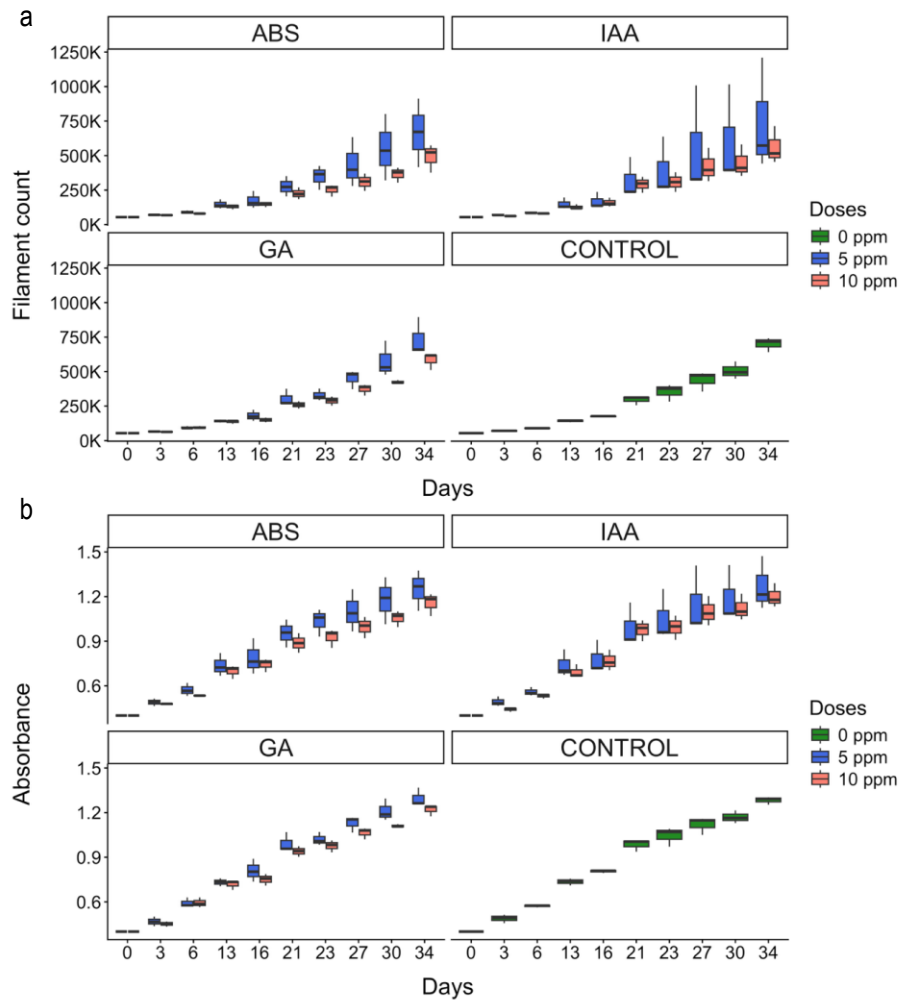 a
ABS IAA
1250K
1000K
750K
500K
250K
0K
GA CONTROL
1250K
1000K
750K
500K
250K
0K
Filament count
0 3 6 13 16 21 23 27 30 34 0 3 6 13 16 21 23 27 30 34
Days
Doses
0 ppm
5 ppm
10 ppm
b
ABS IAA
1.5
1.2
0.9
0.6
GA CONTROL
1.5
1.2
0.9
0.6
Absorbance
0 3 6 13 16 21 23 27 30 34 0 3 6 13 16 21 23 27 30 34
Days
Doses
0 ppm
5 ppm
10 ppm